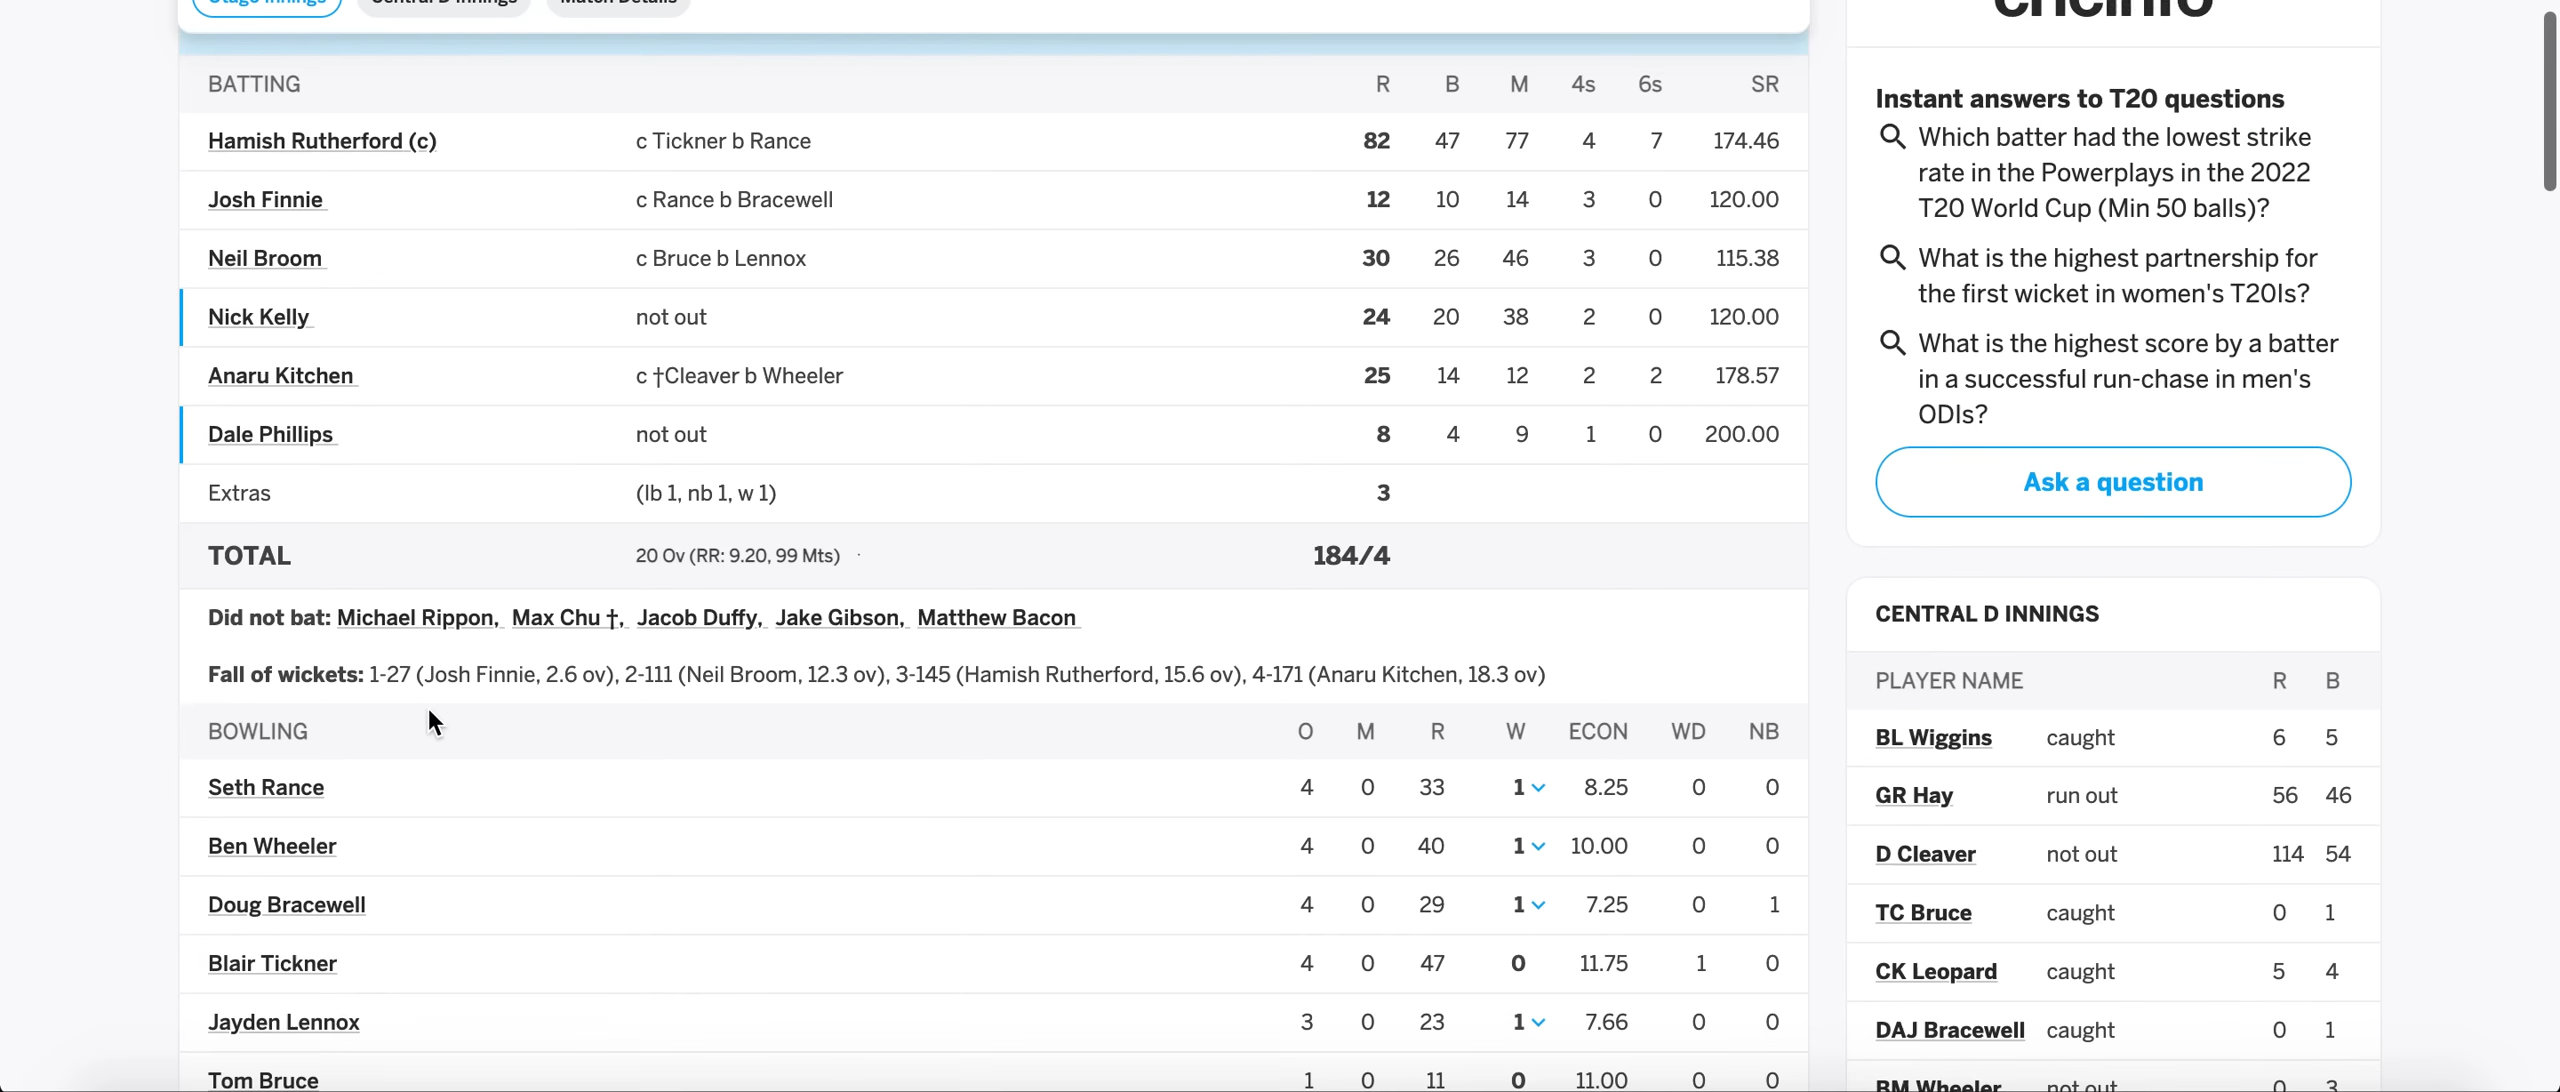 BATTING R B M 4s 6s SR
Hamish Rutherford (c) c Tickner b Rance 82 47 77 4 7 174.46
Josh Finnie c Rance b Bracewell 12 10 14 3 0 120.00
Neil Broom c Bruce b Lennox 30 26 46 3 0 115.38
Nick Kelly not out 24 20 38 2 0 120.00
Anaru Kitchen c †Cleaver b Wheeler 25 14 12 2 2 178.57
Dale Phillips not out 8 4 9 1 0 200.00
Extras (lb 1, nb 1, w 1) 3
TOTAL 20 Ov (RR: 9.20, 99 Mts) · 184/4
Did not bat: Michael Rippon, Max Chu †, Jacob Duffy, Jake Gibson, Matthew Bacon
Fall of wickets: 1-27 (Josh Finnie, 2.6 ov), 2-111 (Neil Broom, 12.3 ov), 3-145 (Hamish Rutherford, 15.6 ov), 4-171 (Anaru Kitchen, 18.3 ov)
BOWLING O M R W ECON WD NB
Seth Rance 4 0 33 1 8.25 0 0
Ben Wheeler 4 0 40 1 10.00 0 0
Doug Bracewell 4 0 29 1 7.25 0 1
Blair Tickner 4 0 47 0 11.75 1 0
Jayden Lennox 3 0 23 1 7.66 0 0
Tom Bruce 1 0 11 0 11.00 0 0
Instant answers to T20 questions
Which batter had the lowest strike
rate in the Powerplays in the 2022
T20 World Cup (Min 50 balls)?
What is the highest partnership for
the first wicket in women's T20Is?
What is the highest score by a batter
in a successful run-chase in men's
ODIs?
Ask a question
CENTRAL D INNINGS
PLAYER NAME R B
BL Wiggins caught 6 5
GR Hay run out 56 46
D Cleaver not out 114 54
TC Bruce caught 0 1
CK Leopard caught 5 4
DAJ Bracewell caught 0 1
BM Wheeler not out 0 3